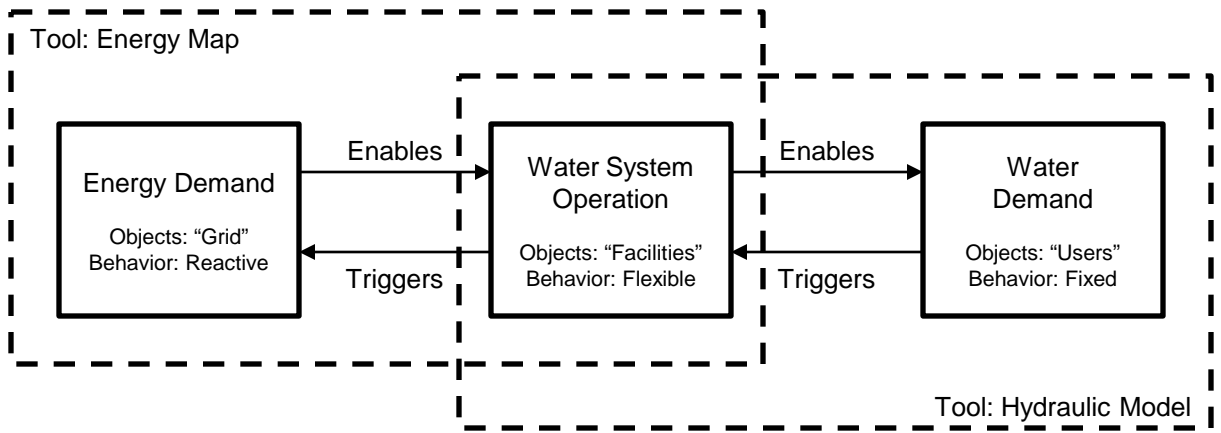 Tool: Energy Map
Energy Demand
Objects: “Grid”
Behavior: Reactive
Enables
Triggers
Water System
Operation
Objects: “Facilities”
Behavior: Flexible
Enables
Triggers
Water
Demand
Objects: “Users”
Behavior: Fixed
Tool: Hydraulic Model